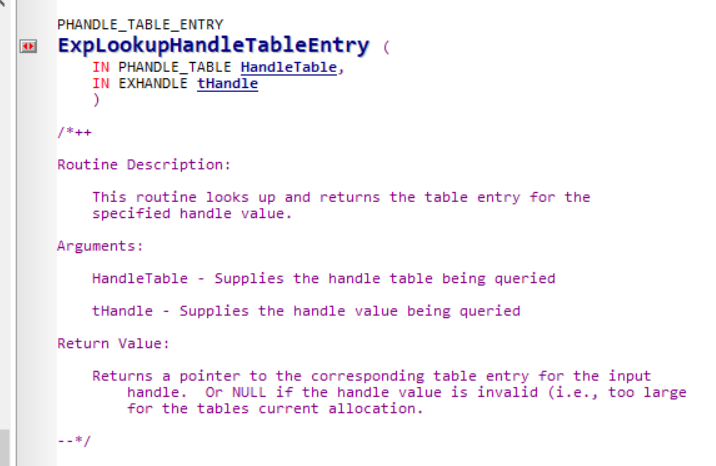 PHANDLE_TABLE_ENTRY
ExpLookupHandleTableEntry (
IN PHANDLE_TABLE HandleTable,
IN EXHANDLE tHandle
)
/*++
Routine Description:
This routine looks up and returns the table entry for the
specified handle value.
Arguments:
HandleTable - Supplies the handle table being queried
tHandle - Supplies the handle value being queried
Return Value:
Returns a pointer to the corresponding table entry for the input
handle.  Or NULL if the handle value is invalid (i.e., too large
for the tables current allocation.
--*/